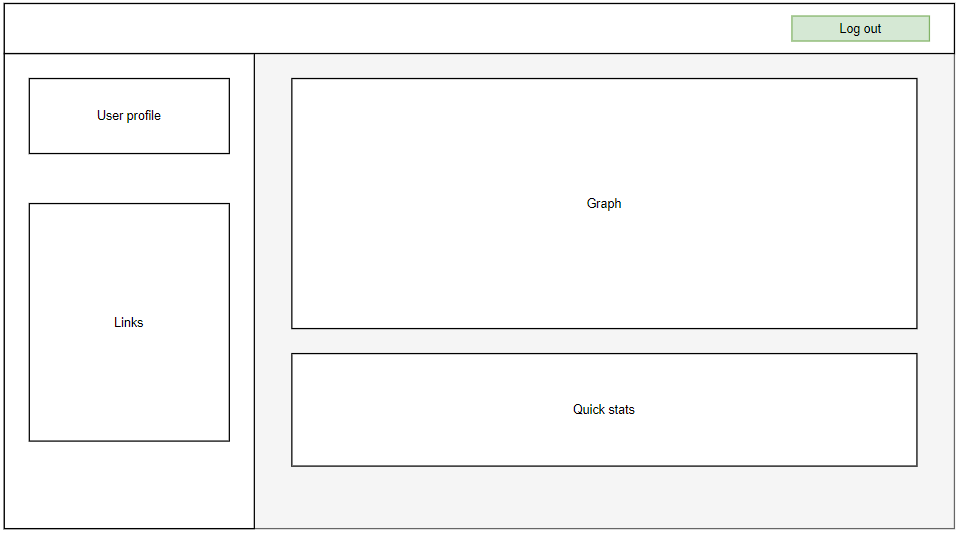 Log out
User profile
Links
Graph
Quick stats